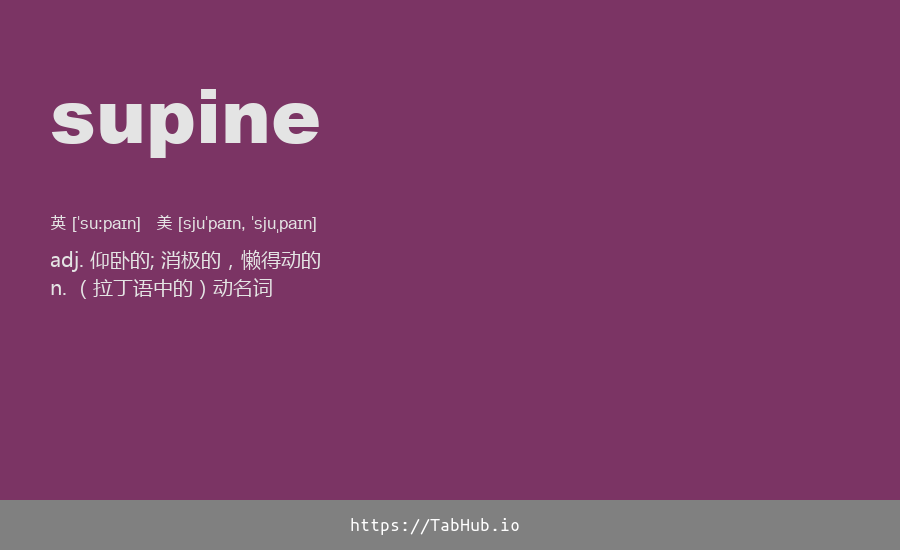 supine
英 [ˈsuːpaɪn]   美 [sjuˈpaɪn, ˈsjuˌpaɪn]
adj. 仰卧的; 消极的，懒得动的
n. （拉丁语中的）动名词
https://TabHub.io